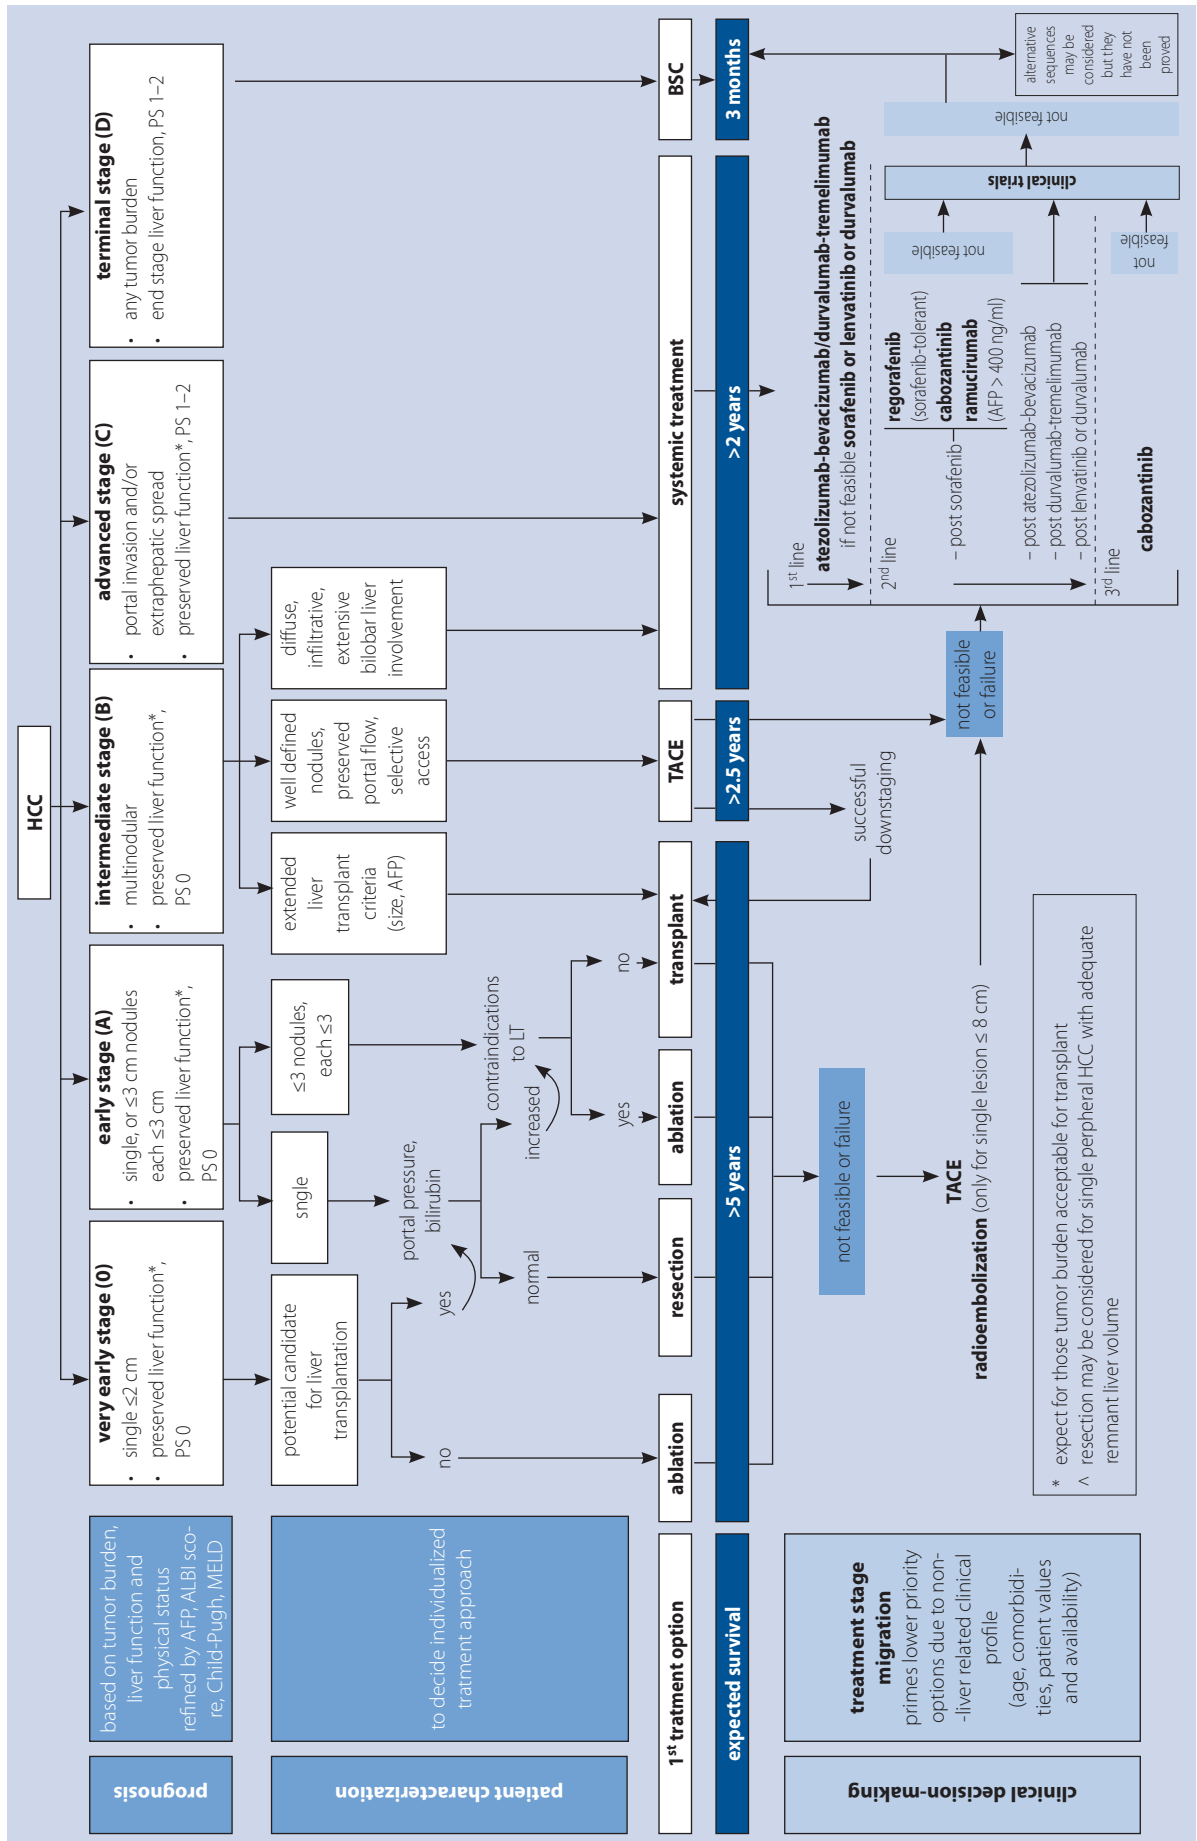 HCC
prognosis
based on tumor burden,
liver function and
physical status
refined by AFP, ALBI sco-
re, Child-Pugh, MELD
very early stage (0)
• single ≤2 cm
• preserved liver function*,
PS 0
early stage (A)
• single, or ≤3 cm nodules
each ≤3 cm
• preserved liver function*,
PS 0
intermediate stage (B)
• multinodular
• preserved liver function*,
PS 0
advanced stage (C)
• portal invasion and/or
extraphepatic spread
• preserved liver function*, PS 1–2
terminal stage (D)
• any tumor burden
• end stage liver function, PS 1–2
patient characterization
to decide individualized
tratment approach
potential candidate
for liver
transplantation
sngle
≤3 nodules,
each ≤3
extended
liver
transplant
criteria
(size, AFP)
well defined
nodules,
preserved
portal flow,
selective
access
diffuse,
infiltrative,
extensive
bilobar liver
involvement
no
yes
portal pressure,
bilirubin
normal
increased
contraindications
to LT
yes
no
1st tratment option
ablation
resection
ablation
transplant
TACE
systemic treatment
BSC
expected survival
>5 years
>2.5 years
>2 years
3 months
clinical decision-making
treatment stage
migration
primes lower priority
options due to non-
-liver related clinical
profile
(age, comorbidi-
ties, patient values
and availability)
not feasible or failure
TACE
radioembolization (only for single lesion ≤ 8 cm)
successful
downstaging
not feasible
or failure
1st line
atezolizumab-bevacizumab/durvalumab-tremelimumab
if not feasible sorafenib or lenvatinib or durvalumab
2nd line
– post sorafenib
regorafenib
(sorafenib-tolerant)
cabozantinib
ramucirumab
(AFP > 400 ng/ml)
– post atezolizumab-bevacizumab
– post durvalumab-tremelimumab
– post lenvatinib or durvalumab
3rd line
cabozantinib
not feasible
not
feasible
clinical trials
not feasible
alternative
sequences
may be
considered
but they
have not
been
proved
* expect for those tumor burden acceptable for transplant
^ resection may be considered for single peripheral HCC with adequate
remnant liver volume